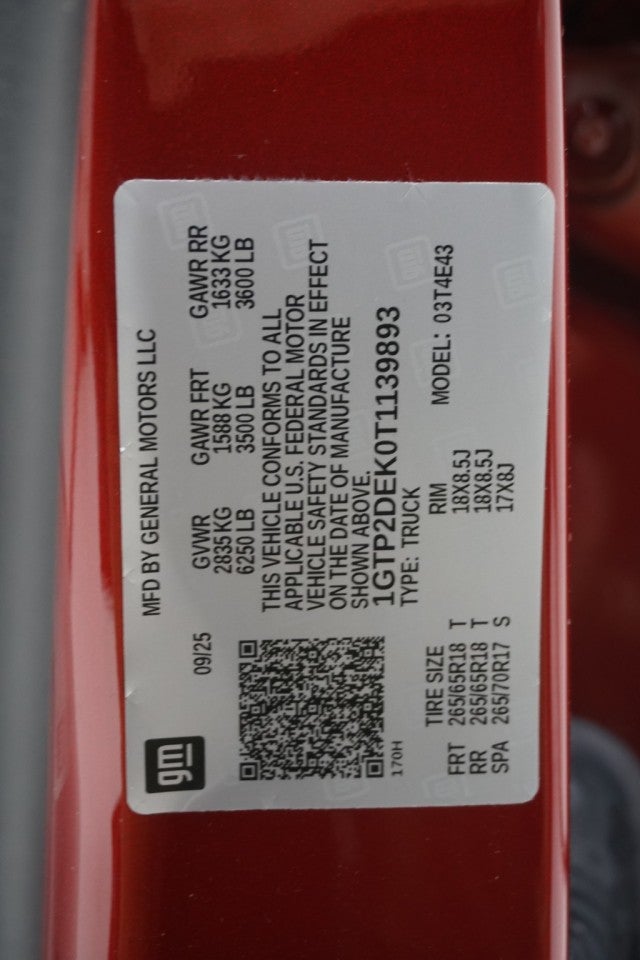 gm
MFD BY GENERAL MOTORS LLC
09/25
GVWR GAWR FRT GAWR RR
2835 KG 1588 KG 1633 KG
6250 LB 3500 LB 3600 LB
THIS VEHICLE CONFORMS TO ALL
APPLICABLE U.S. FEDERAL MOTOR
VEHICLE SAFETY STANDARDS IN EFFECT
ON THE DATE OF MANUFACTURE
SHOWN ABOVE.
1GTP2DEK0T1139893
TYPE: TRUCK MODEL: 03T4E43
170H
TIRE SIZE RIM
FRT 265/65R18 T 18X8.5J
RR 265/65R18 T 18X8.5J
SPA 265/70R17 S 17X8J